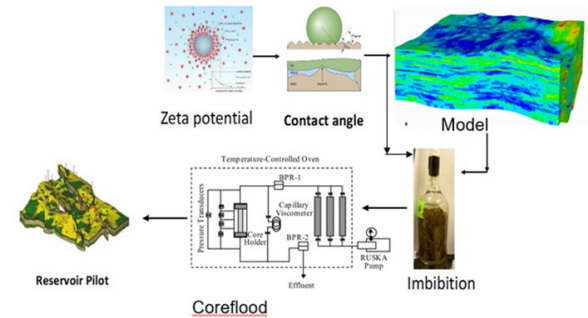 Zeta potential
Contact angle
Model
Temperature-Controlled Oven
BPR-1
Pressure Transducers
Capillary
Viscometer
Core
Holder
BPR-2
RUSKA
Pump
Effluent
Imbibition
Reservoir Pilot
Coreflood